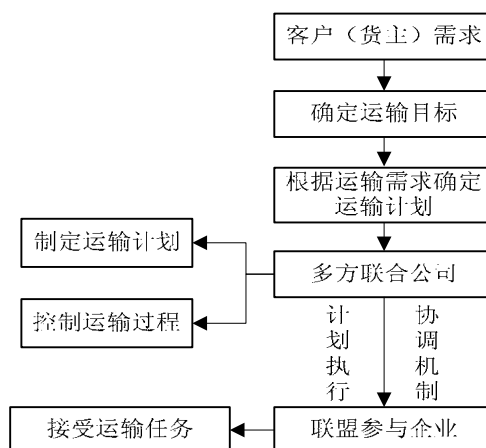 客户（货主）需求
确定运输目标
根据运输需求确定
运输计划
制定运输计划
多方联合公司
控制运输过程
计划执行
协调机制
接受运输任务
联盟参与企业